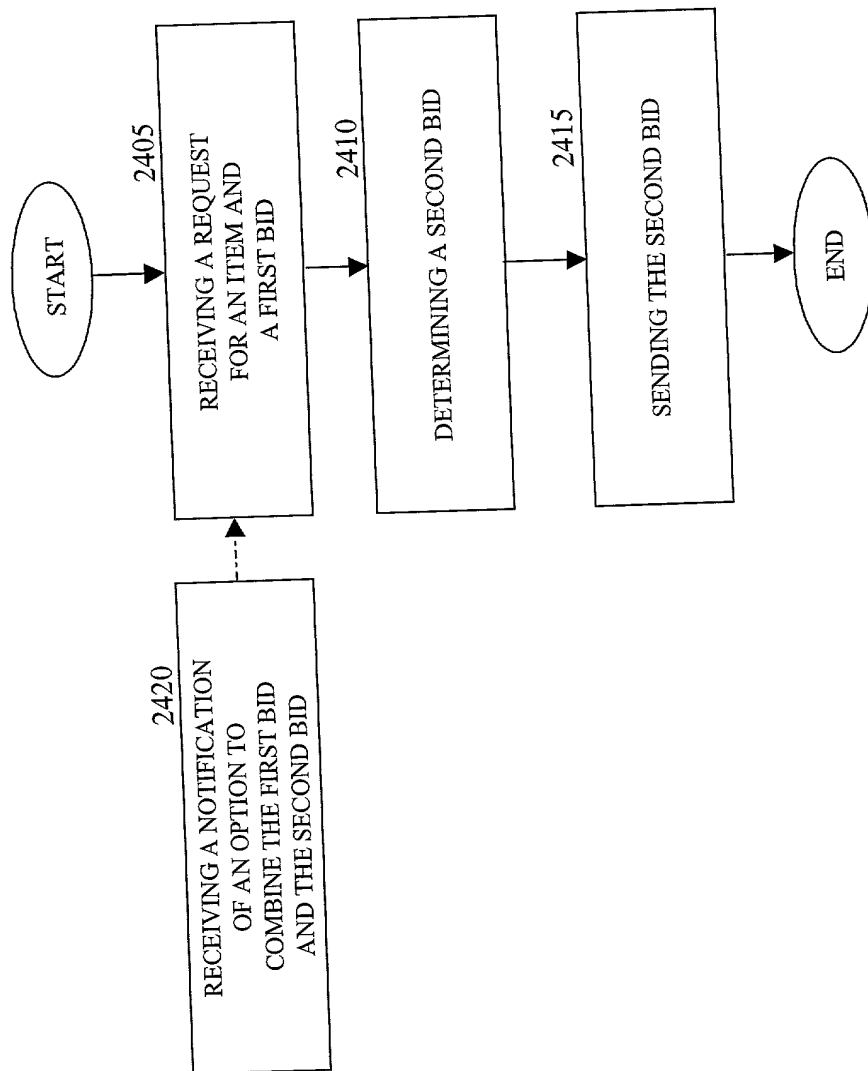 START
2405
RECEIVING A REQUEST
FOR AN ITEM AND
A FIRST BID
2410
DETERMINING A SECOND BID
2415
SENDING THE SECOND BID
END
2420
RECEIVING A NOTIFICATION
OF AN OPTION TO
COMBINE THE FIRST BID
AND THE SECOND BID